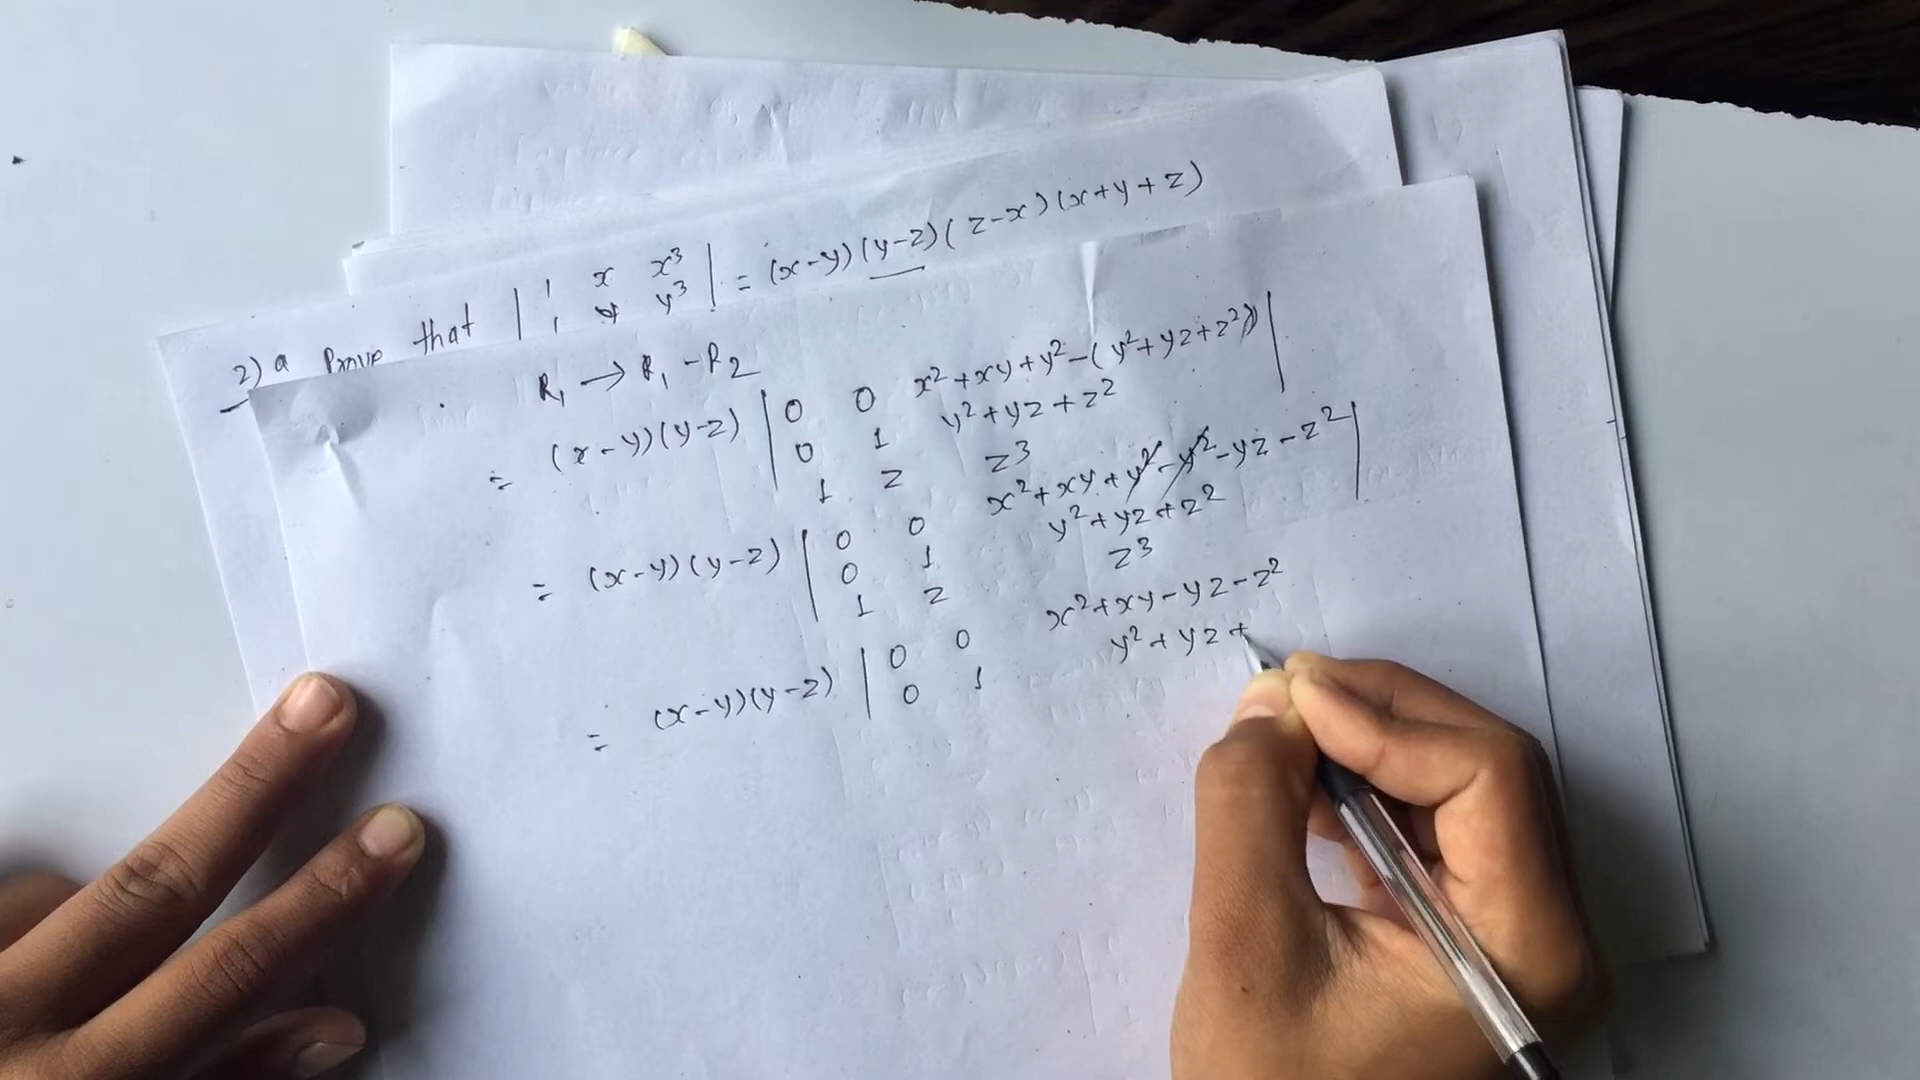 2) a Prove that | 1 x x³ | = (x-y)(y-z)(z-x)(x+y+z)
1 y y³
R₁ → R₁ - R₂
= (x-y)(y-z) | 0 0 x²+xy+y²-(y²+yz+z²) |
0 1 y²+yz+z²
1 z z³
= (x-y)(y-z) | 0 0 x²+xy+y²-y²-yz-z² |
0 1 y²+yz+z²
1 z z³
= (x-y)(y-z) | 0 0 x²+xy-yz-z²
0 1 y²+yz+